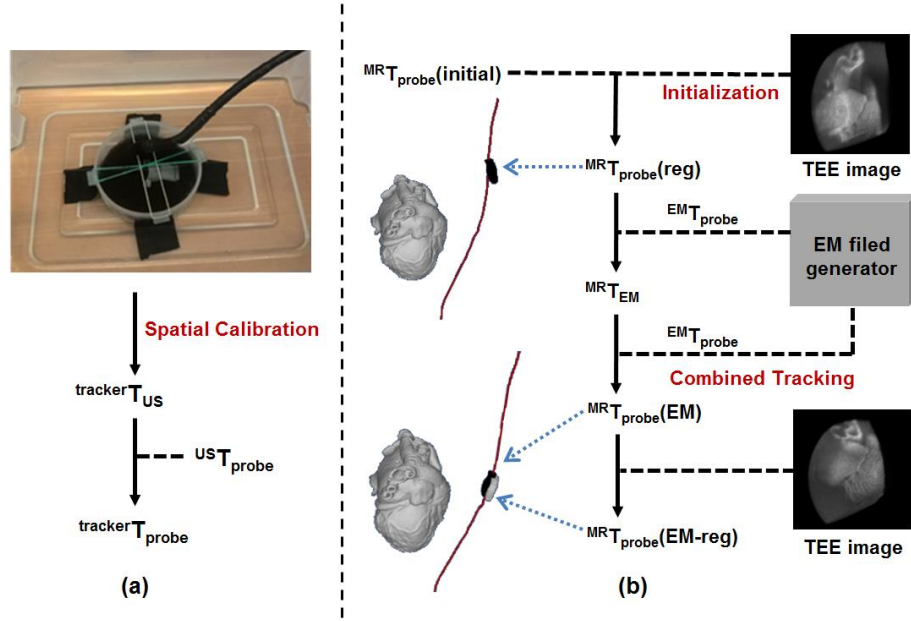 Spatial Calibration
trackerTUS
USTprobe
trackerTprobe
(a)
MRTprobe(initial)
Initialization
TEE image
MRTprobe(reg)
EMTprobe
EM filed
generator
MRTEM
EMTprobe
Combined Tracking
MRTprobe(EM)
MRTprobe(EM-reg)
TEE image
(b)